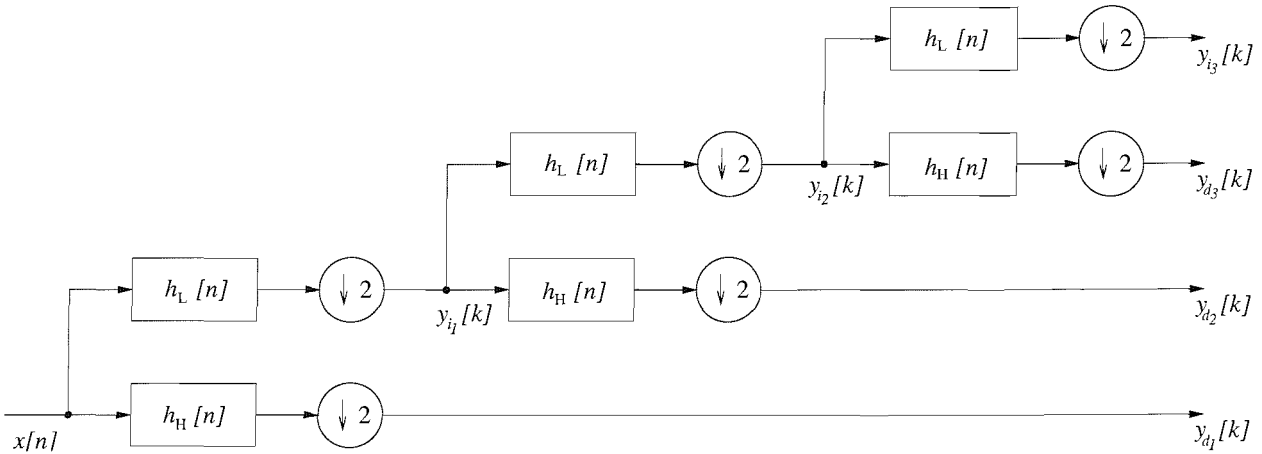 h_L [n] ↓ 2 y_{i_3}[k]
h_L [n] ↓ 2 y_{i_2}[k] h_H [n] ↓ 2 y_{d_3}[k]
h_L [n] ↓ 2 y_{i_1}[k] h_H [n] ↓ 2 y_{d_2}[k]
x[n] h_H [n] ↓ 2 y_{d_1}[k]